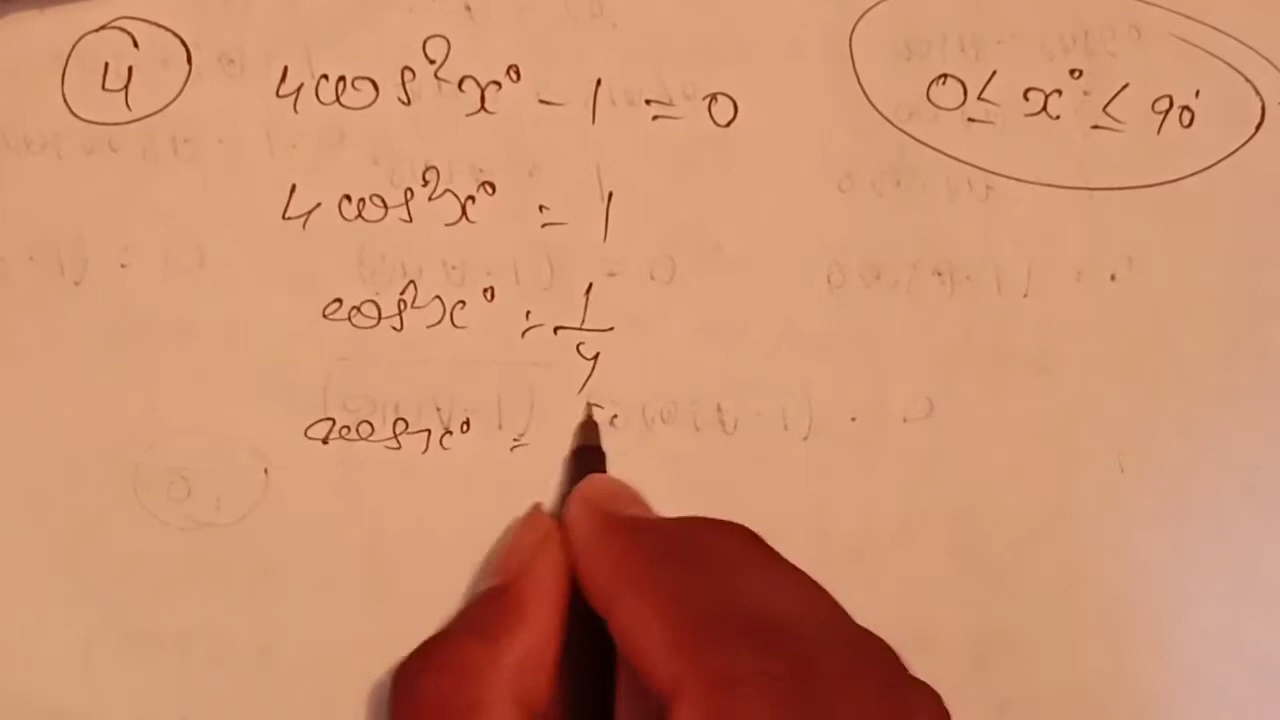 4 4cos²x° - 1 = 0 0 ≤ x° ≤ 90°
4cos²x° = 1
cos²x° = 1/4
cosx° =